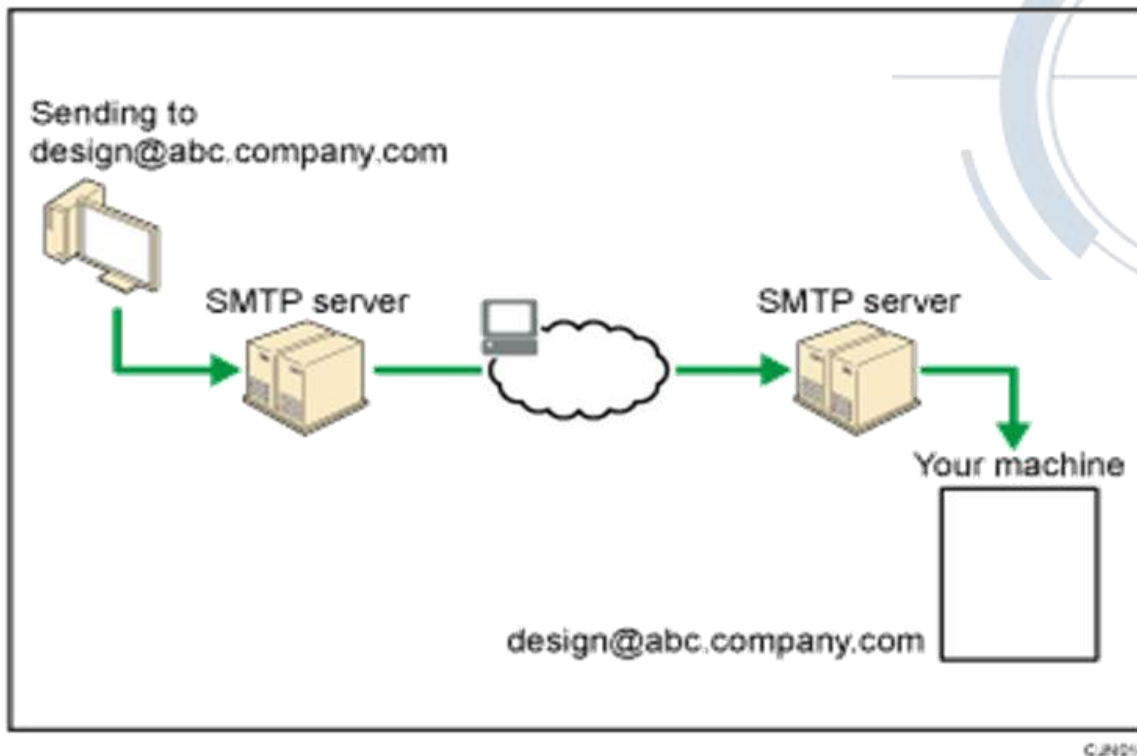 Sending to
design@abc.company.com
SMTP server
SMTP server
Your machine
design@abc.company.com